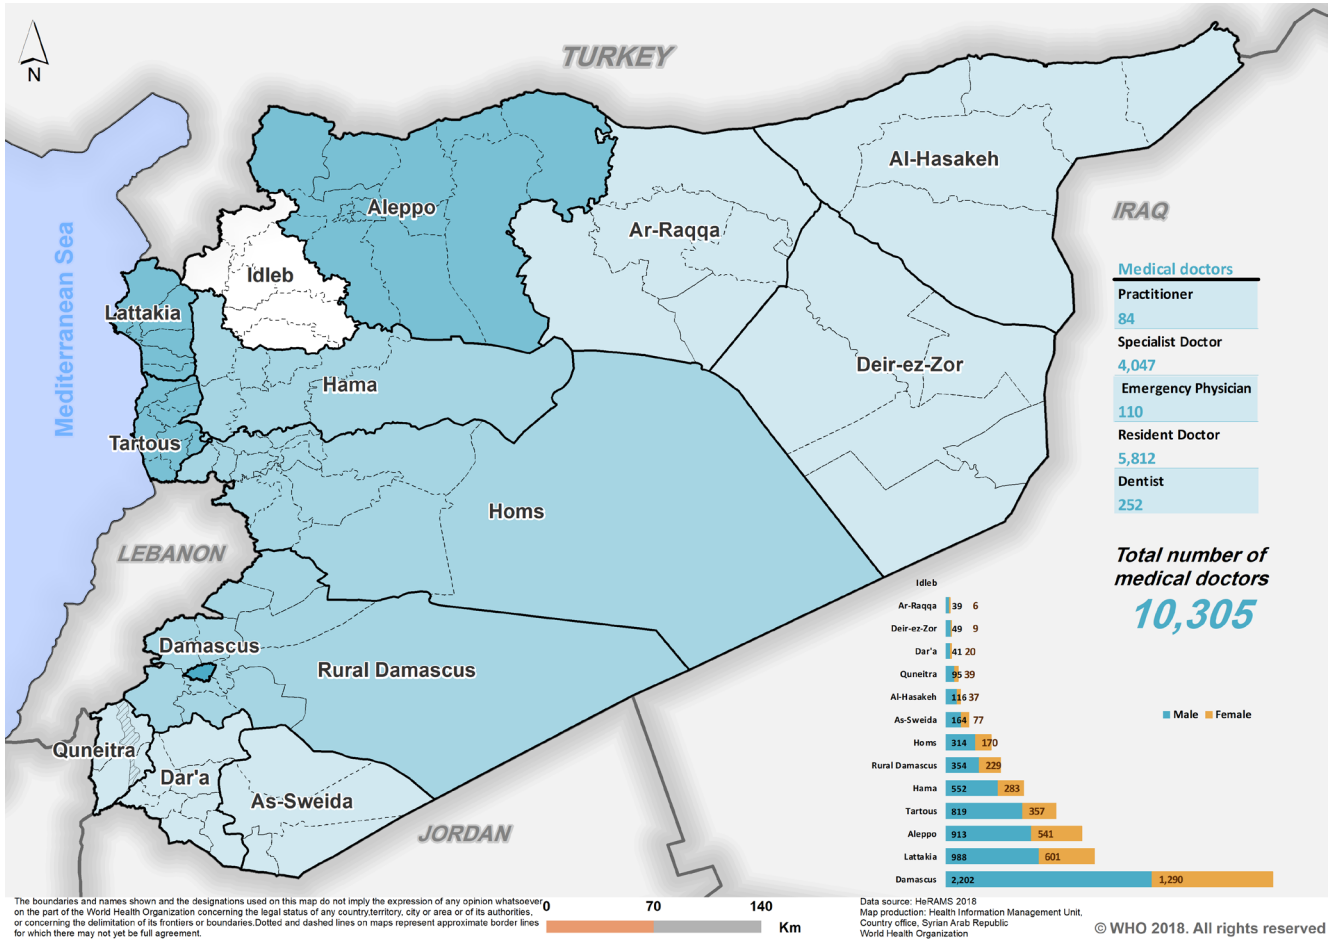 N
TURKEY
Al-Hasakeh
Aleppo
Ar-Raqqa
IRAQ
Mediterranean Sea
Idleb
Lattakia
Deir-ez-Zor
Hama
Tartous
Homs
LEBANON
Damascus
Rural Damascus
Quneitra
Dar'a
As-Sweida
JORDAN
Medical doctors
Practitioner
84
Specialist Doctor
4,047
Emergency Physician
110
Resident Doctor
5,812
Dentist
252
Total number of
medical doctors
10,305
Idleb
Ar-Raqqa 39 6
Deir-ez-Zor 49 9
Dar'a 41 20
Quneitra 95 39
Al-Hasakeh 116 37
As-Sweida 164 77
Homs 314 170
Rural Damascus 354 229
Hama 552 283
Tartous 819 357
Aleppo 913 541
Lattakia 988 601
Damascus 2,202 1,290
Male Female
The boundaries and names shown and the designations used on this map do not imply the expression of any opinion whatsoever
on the part of the World Health Organization concerning the legal status of any country,territory, city or area or of its authorities,
or concerning the delimitation of its frontiers or boundaries.Dotted and dashed lines on maps represent approximate border lines
for which there may not yet be full agreement.
0 70 140
Km
Data source: HeRAMS 2018
Map production: Health Information Management Unit,
Country office, Syrian Arab Republic
World Health Organization
© WHO 2018. All rights reserved